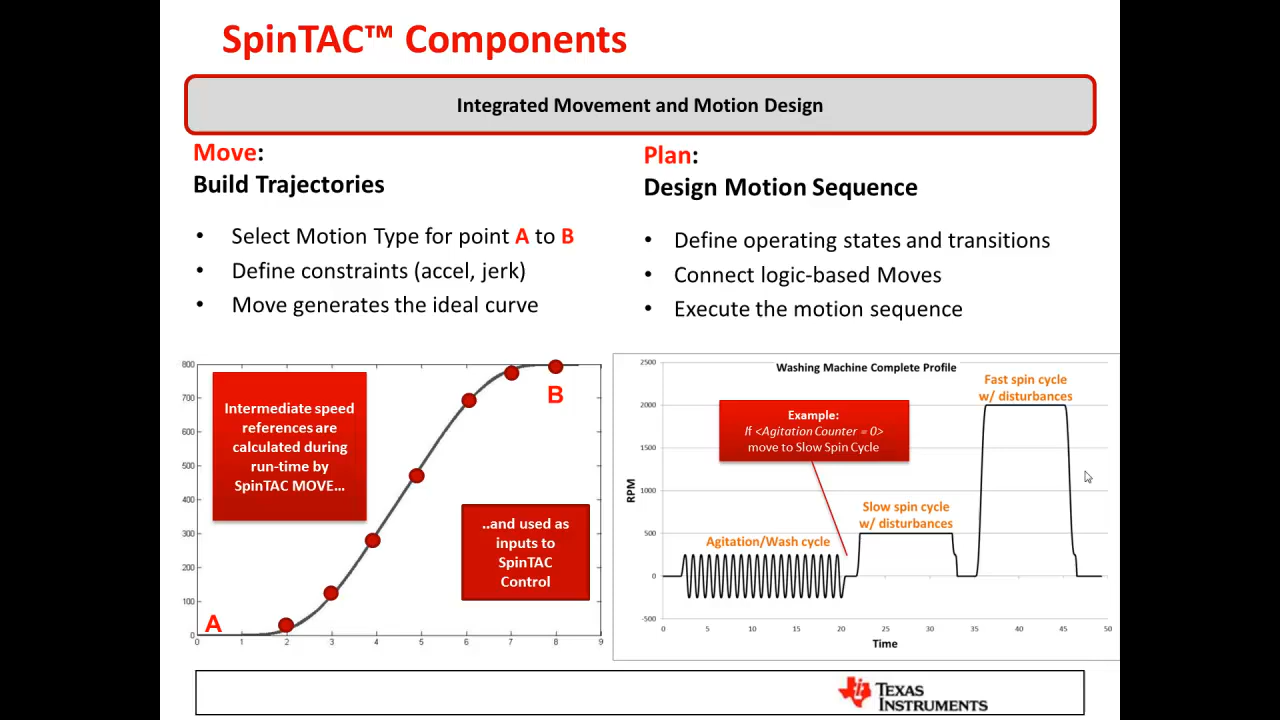 SpinTAC™ Components
Integrated Movement and Motion Design
Move:
Build Trajectories
• Select Motion Type for point A to B
• Define constraints (accel, jerk)
• Move generates the ideal curve
Plan:
Design Motion Sequence
• Define operating states and transitions
• Connect logic-based Moves
• Execute the motion sequence
800
700
600
500
400
300
200
100
0
0 1 2 3 4 5 6 7 8 9
Intermediate speed
references are
calculated during
run-time by
SpinTAC MOVE…
..and used as
inputs to
SpinTAC
Control
A
B
Washing Machine Complete Profile
2500
2000
1500
1000
500
0
-500
RPM
0 5 10 15 20 25 30 35 40 45 50
Time
Example:
If <Agitation Counter = 0>
move to Slow Spin Cycle
Agitation/Wash cycle
Slow spin cycle
w/ disturbances
Fast spin cycle
w/ disturbances
TEXAS
INSTRUMENTS